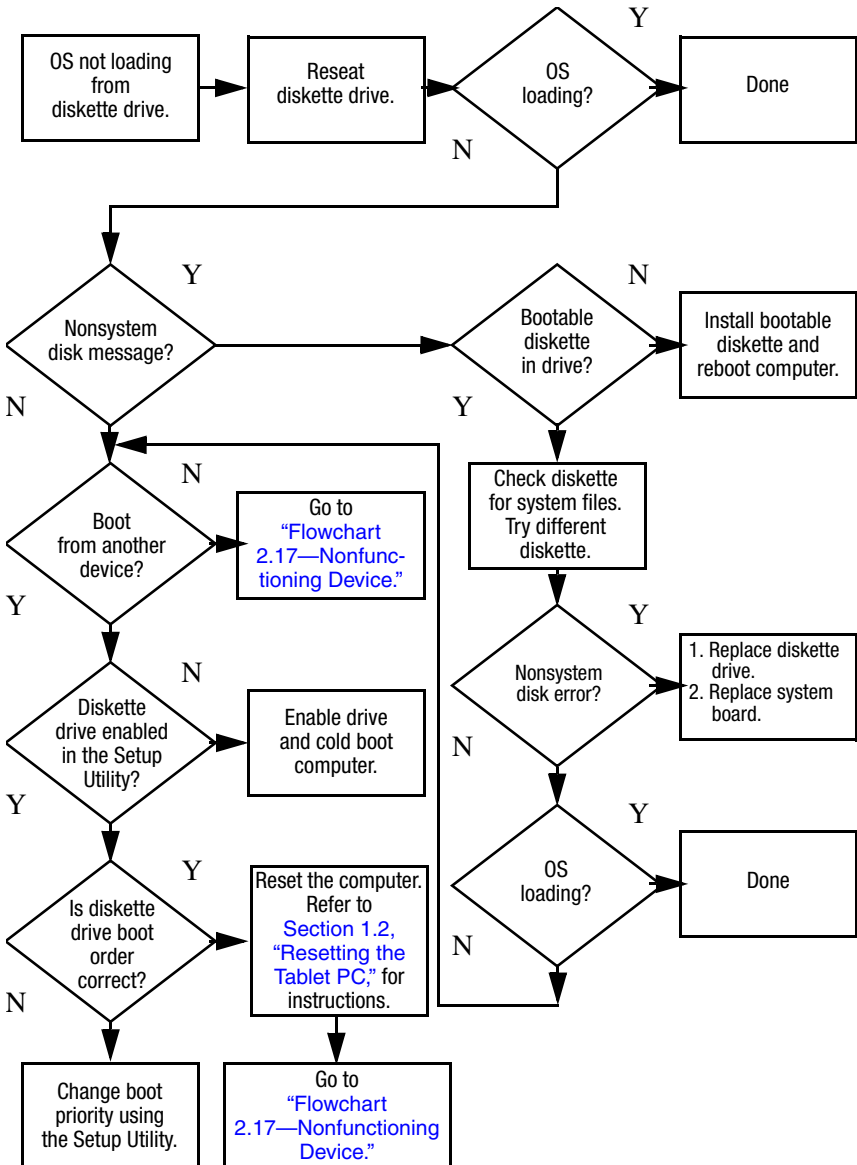 Y
OS not loading
from
diskette drive.
Reseat
diskette drive.
OS
loading?
Done
N
Y
Nonsystem
disk message?
N
N
Bootable
diskette
in drive?
Install bootable
diskette and
reboot computer.
Y
N
Boot
from another
device?
Go to
“Flowchart
2.17—Nonfunc-
tioning Device.”
Y
Check diskette
for system files.
Try different
diskette.
N
Diskette
drive enabled
in the Setup
Utility?
Enable drive
and cold boot
computer.
Y
Y
Nonsystem
disk error?
1. Replace diskette
drive.
2. Replace system
board.
N
Y
Is diskette
drive boot
order
correct?
Reset the computer.
Refer to
Section 1.2,
“Resetting the
Tablet PC,” for
instructions.
N
Y
OS
loading?
Done
N
Change boot
priority using
the Setup Utility.
Go to
“Flowchart
2.17—Nonfunctioning
Device.”